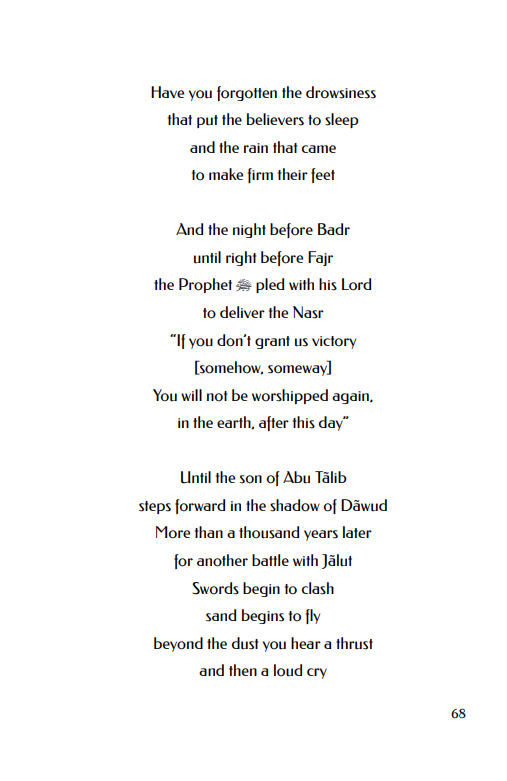 Have you forgotten the drowsiness
that put the believers to sleep
and the rain that came
to make firm their feet
And the night before Badr
until right before Fajr
the Prophet ﷺ pled with his Lord
to deliver the Nasr
“If you don’t grant us victory
[somehow, someway]
You will not be worshipped again,
in the earth, after this day”
Until the son of Abu Tãlib
steps forward in the shadow of Dãwud
More than a thousand years later
for another battle with Jãlut
Swords begin to clash
sand begins to fly
beyond the dust you hear a thrust
and then a loud cry
68